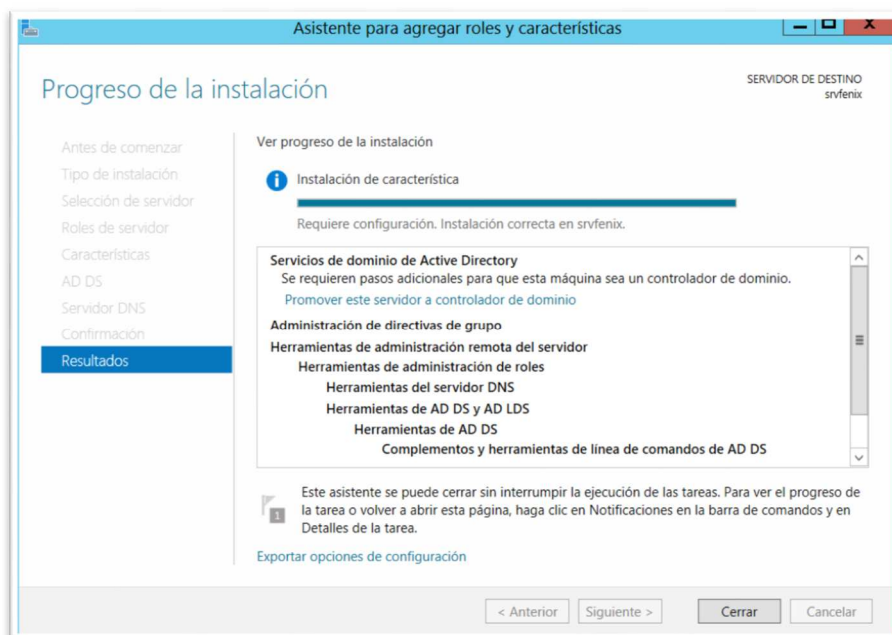 Asistente para agregar roles y características
Progreso de la instalación
SERVIDOR DE DESTINO
srvfenix
Antes de comenzar
Tipo de instalación
Selección de servidor
Roles de servidor
Características
AD DS
Servidor DNS
Confirmación
Resultados
Ver progreso de la instalación
Instalación de característica
Requiere configuración. Instalación correcta en srvfenix.
Servicios de dominio de Active Directory
Se requieren pasos adicionales para que esta máquina sea un controlador de dominio.
Promover este servidor a controlador de dominio
Administración de directivas de grupo
Herramientas de administración remota del servidor
Herramientas de administración de roles
Herramientas del servidor DNS
Herramientas de AD DS y AD LDS
Herramientas de AD DS
Complementos y herramientas de línea de comandos de AD DS
1
Este asistente se puede cerrar sin interrumpir la ejecución de las tareas. Para ver el progreso de
la tarea o volver a abrir esta página, haga clic en Notificaciones en la barra de comandos y en
Detalles de la tarea.
Exportar opciones de configuración
< Anterior
Siguiente >
Cerrar
Cancelar